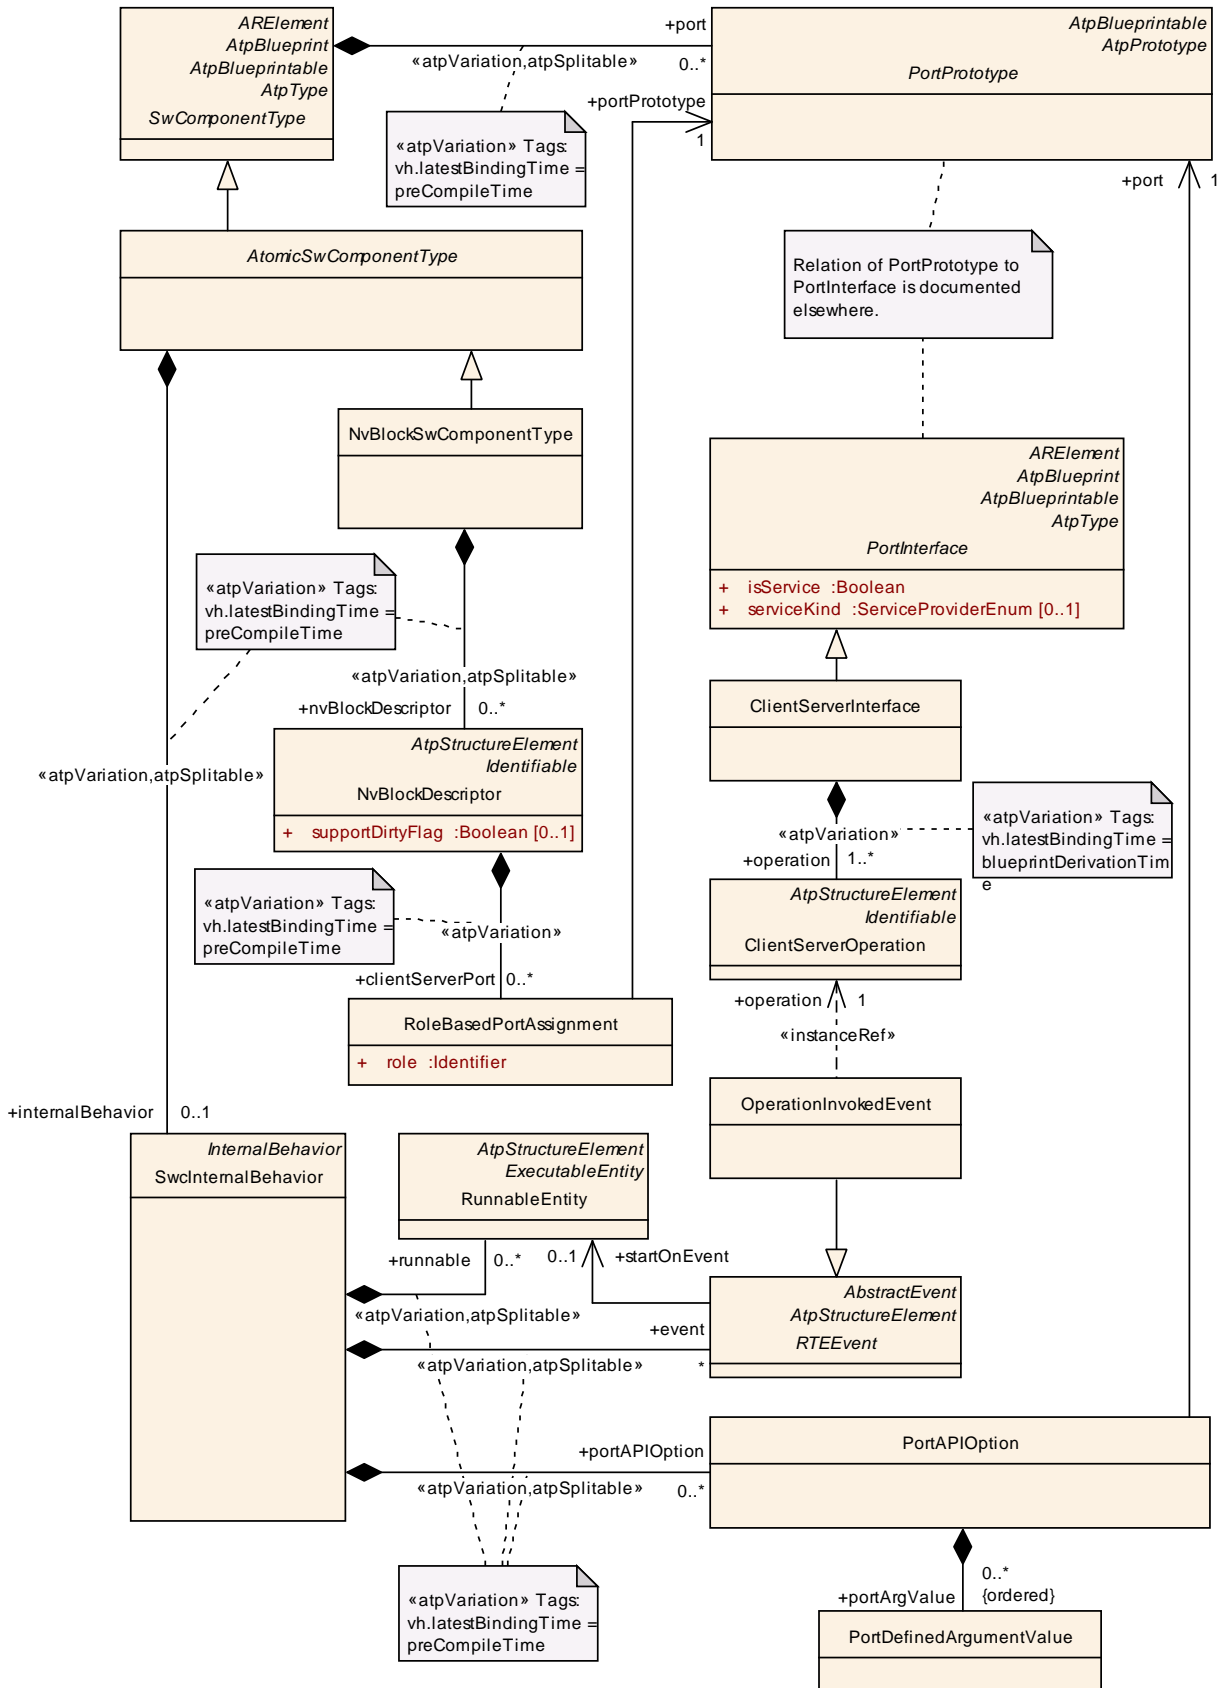 ARElement
AtpBlueprint
AtpBlueprintable
AtpType
SwComponentType
+port
«atpVariation,atpSplitable»
0..*
AtpBlueprintable
AtpPrototype
PortPrototype
+portPrototype
1
«atpVariation» Tags:
vh.latestBindingTime =
preCompileTime
+port
1
AtomicSwComponentType
Relation of PortPrototype to
PortInterface is documented
elsewhere.
NvBlockSwComponentType
ARElement
AtpBlueprint
AtpBlueprintable
AtpType
PortInterface
+ isService :Boolean
+ serviceKind :ServiceProviderEnum [0..1]
«atpVariation» Tags:
vh.latestBindingTime =
preCompileTime
«atpVariation,atpSplitable»
+nvBlockDescriptor
0..*
ClientServerInterface
«atpVariation,atpSplitable»
AtpStructureElement
Identifiable
NvBlockDescriptor
+ supportDirtyFlag :Boolean [0..1]
«atpVariation»
+operation
1..*
«atpVariation» Tags:
vh.latestBindingTime =
blueprintDerivationTim
e
«atpVariation» Tags:
vh.latestBindingTime =
preCompileTime
«atpVariation»
+clientServerPort
0..*
AtpStructureElement
Identifiable
ClientServerOperation
+operation
1
«instanceRef»
RoleBasedPortAssignment
+ role :Identifier
OperationInvokedEvent
+internalBehavior
0..1
InternalBehavior
SwcInternalBehavior
AtpStructureElement
ExecutableEntity
RunnableEntity
+runnable
0..*
0..1
+startOnEvent
«atpVariation,atpSplitable»
AbstractEvent
AtpStructureElement
RTEEvent
+event
«atpVariation,atpSplitable»
*
PortAPIOption
+portAPIOption
«atpVariation,atpSplitable»
0..*
«atpVariation» Tags:
vh.latestBindingTime =
preCompileTime
0..*
{ordered}
+portArgValue
PortDefinedArgumentValue